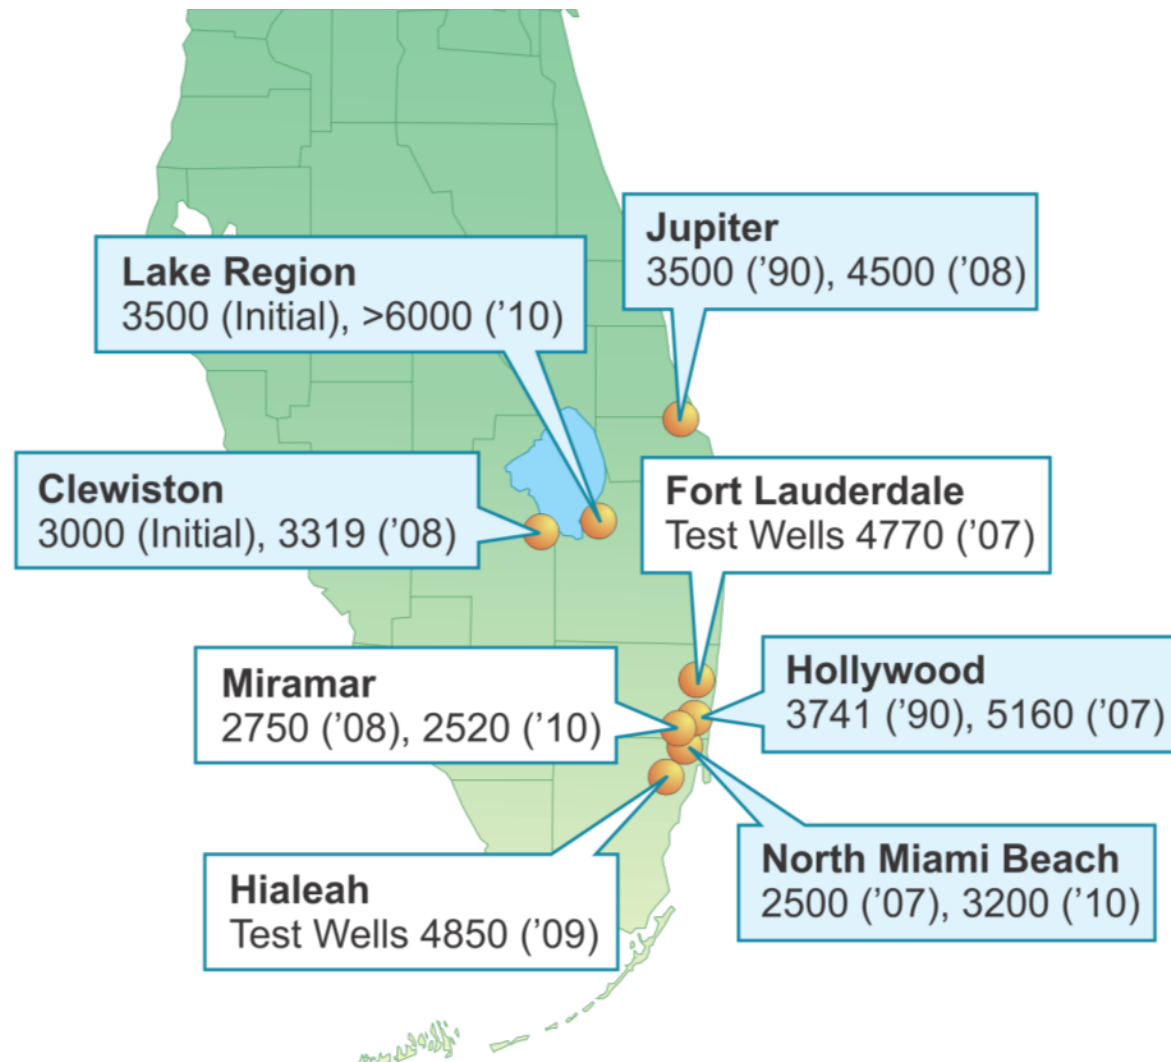 Jupiter
3500 (’90), 4500 (’08)
Lake Region
3500 (Initial), >6000 (’10)
Clewiston
3000 (Initial), 3319 (’08)
Fort Lauderdale
Test Wells 4770 (’07)
Miramar
2750 (’08), 2520 (’10)
Hollywood
3741 (’90), 5160 (’07)
Hialeah
Test Wells 4850 (’09)
North Miami Beach
2500 (’07), 3200 (’10)